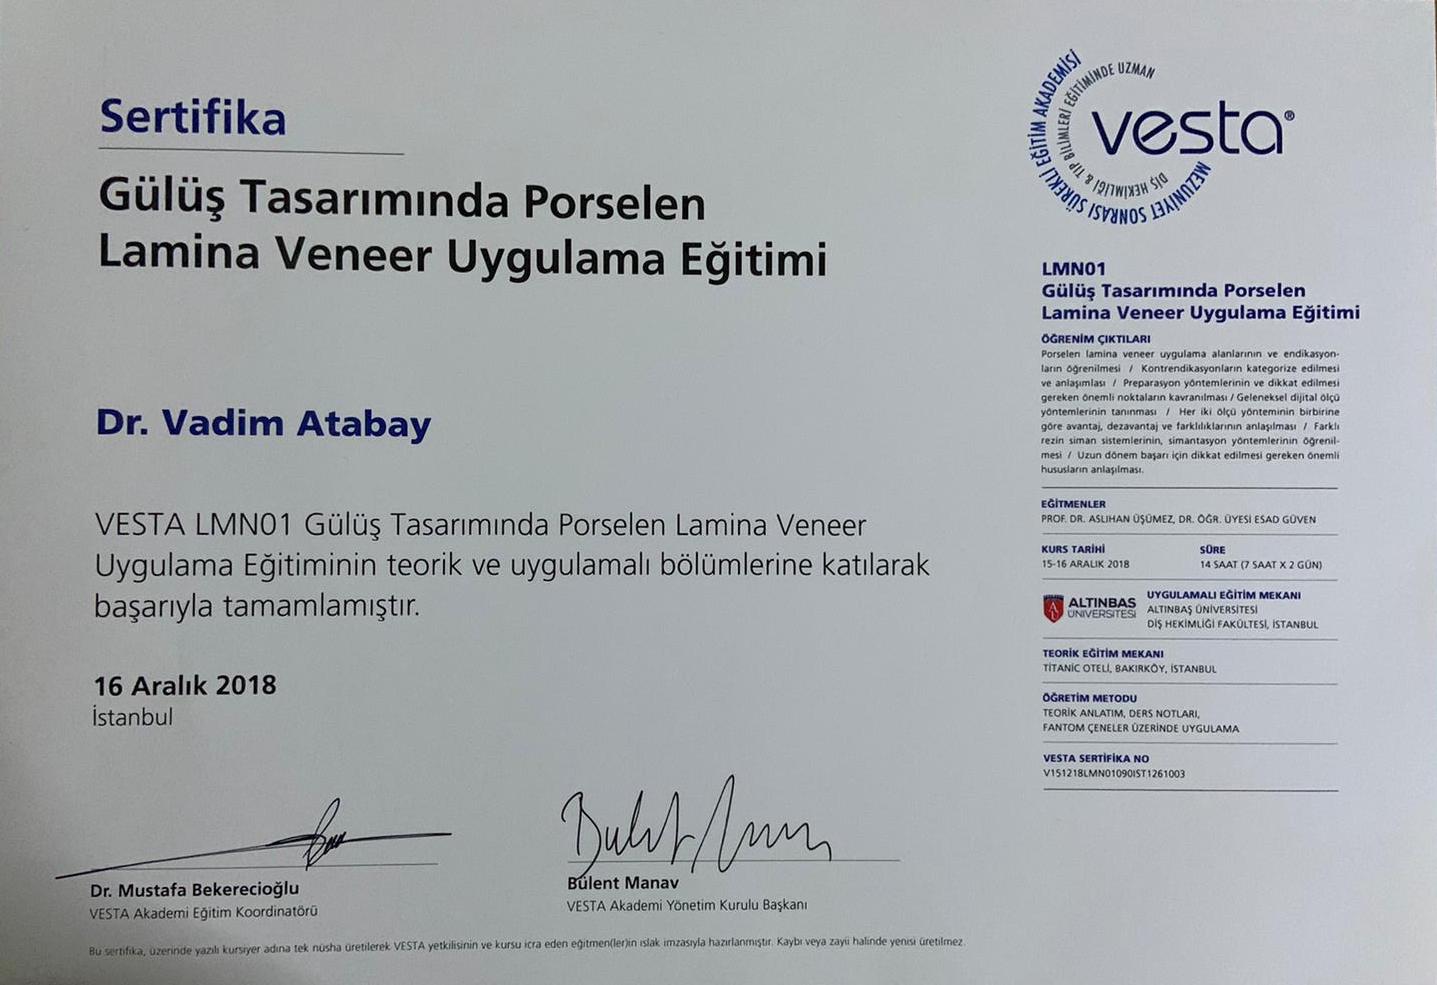 Sertifika
Gülüş Tasarımında Porselen
Lamina Veneer Uygulama Eğitimi
Dr. Vadim Atabay
VESTA LMN01 Gülüş Tasarımında Porselen Lamina Veneer
Uygulama Eğitiminin teorik ve uygulamalı bölümlerine katılarak
başarıyla tamamlamıştır.
16 Aralık 2018
İstanbul
Dr. Mustafa Bekerecioğlu
VESTA Akademi Eğitim Koordinatörü
Bülent Manav
VESTA Akademi Yönetim Kurulu Başkanı
Bu sertifika, üzerinde yazılı kursiyer adına tek nüsha üretilerek VESTA yetkilisinin ve kursu icra eden eğitmen(ler)in ıslak imzasıyla hazırlanmıştır. Kaybı veya zayii halinde yenisi üretilmez.
MEZUNİYET SONRASI SÜREKLİ EĞİTİM AKADEMİSİ
DİŞ HEKİMLİĞİ & TIP BİLİMLERİ EĞİTİMİNDE UZMAN
vesta®
LMN01
Gülüş Tasarımında Porselen
Lamina Veneer Uygulama Eğitimi
ÖĞRENİM ÇIKTILARI
Porselen lamina veneer uygulama alanlarının ve endikasyon-
ların öğrenilmesi / Kontrendikasyonların kategorize edilmesi
ve anlaşımlası / Preparasyon yöntemlerinin ve dikkat edilmesi
gereken önemli noktaların kavranılması / Geleneksel dijital ölçü
yöntemlerinin tanınması / Her iki ölçü yönteminin birbirine
göre avantaj, dezavantaj ve farklılıklarının anlaşılması / Farklı
rezin siman sistemlerinin, simantasyon yöntemlerinin öğrenil-
mesi / Uzun dönem başarı için dikkat edilmesi gereken önemli
hususların anlaşılması.
EĞİTMENLER
PROF. DR. ASLIHAN ÜŞÜMEZ, DR. ÖĞR. ÜYESİ ESAD GÜVEN
KURS TARİHİ SÜRE
15-16 ARALIK 2018 14 SAAT (7 SAAT X 2 GÜN)
ALTINBAŞ
ÜNİVERSİTESİ
UYGULAMALI EĞİTİM MEKANI
ALTINBAŞ ÜNİVERSİTESİ
DİŞ HEKİMLİĞİ FAKÜLTESİ, İSTANBUL
TEORİK EĞİTİM MEKANI
TİTANİC OTELİ, BAKIRKÖY, İSTANBUL
ÖĞRETİM METODU
TEORİK ANLATIM, DERS NOTLARI,
FANTOM ÇENELER ÜZERİNDE UYGULAMA
VESTA SERTİFİKA NO
V151218LMN01090IST1261003